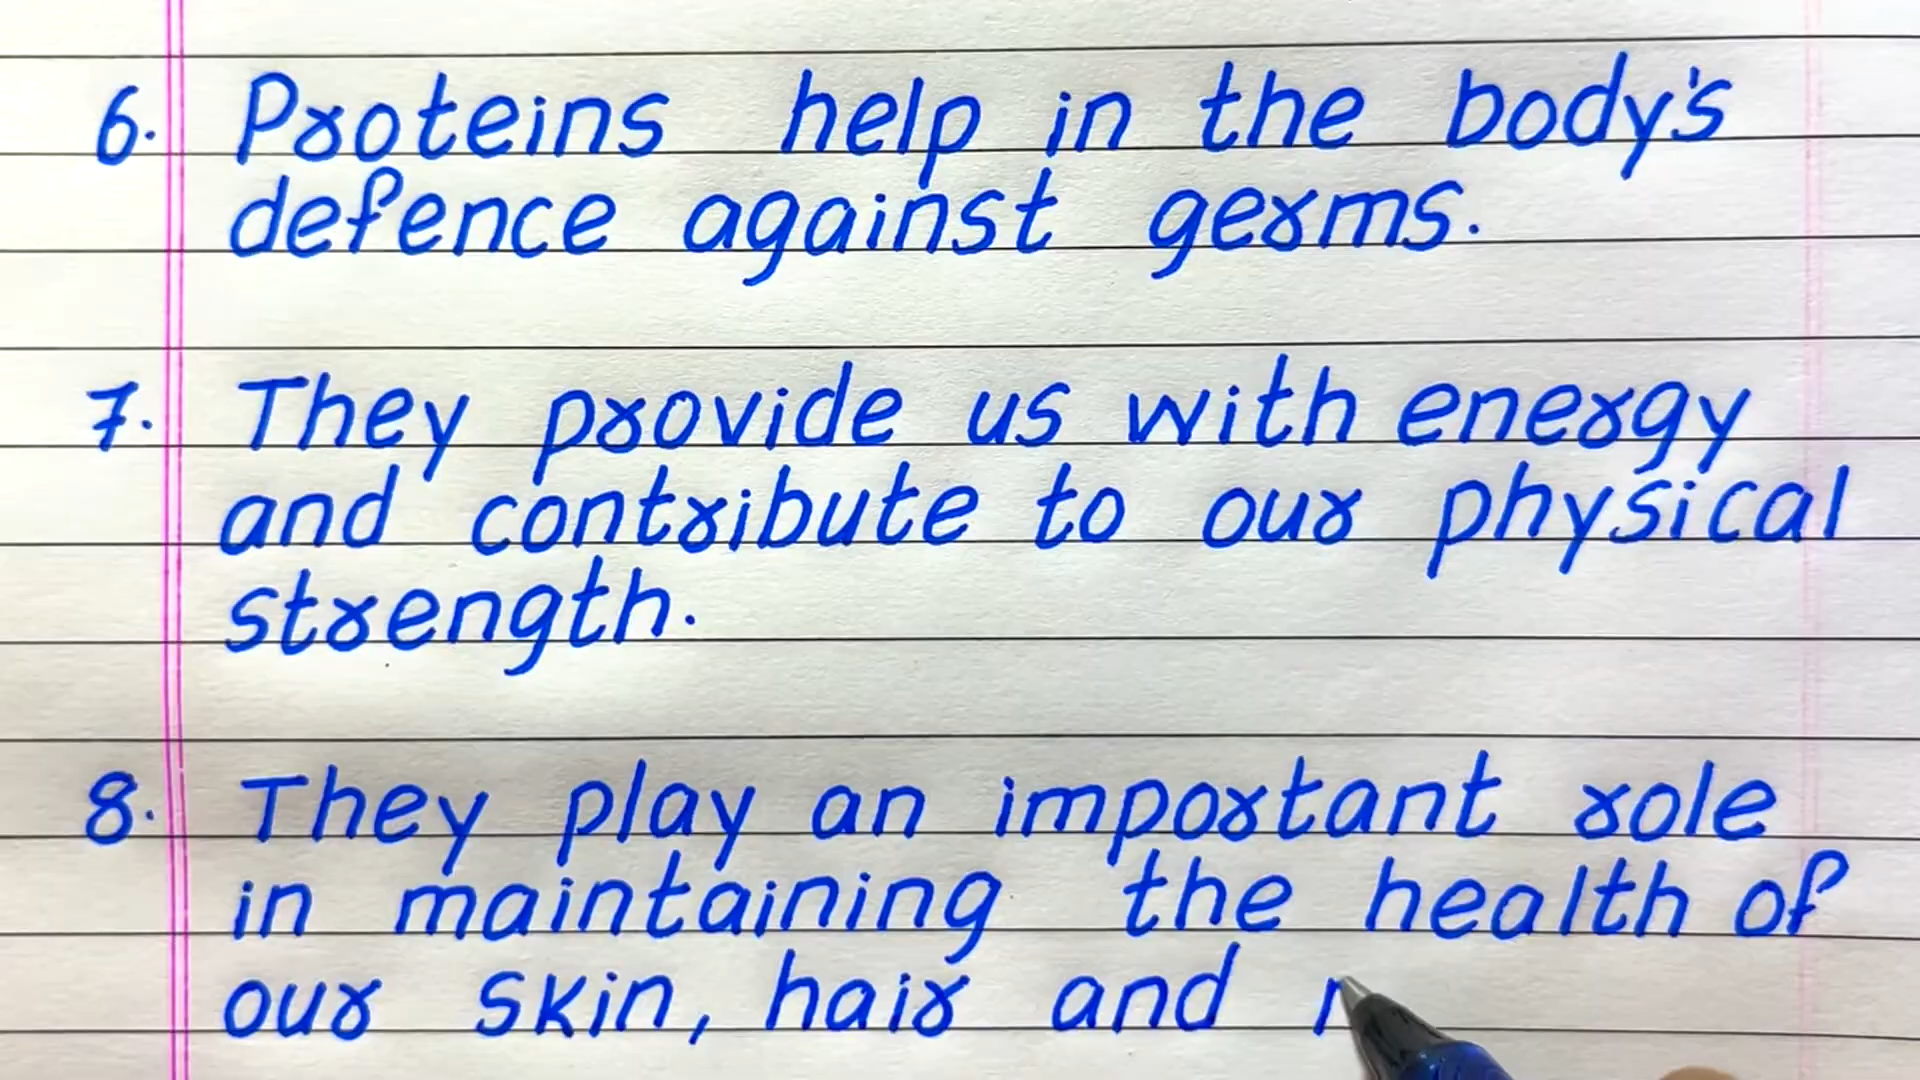 6. Proteins help in the body's
defence against germs.
7. They provide us with energy
and contribute to our physical
strength.
8. They play an important role
in maintaining the health of
our skin, hair and